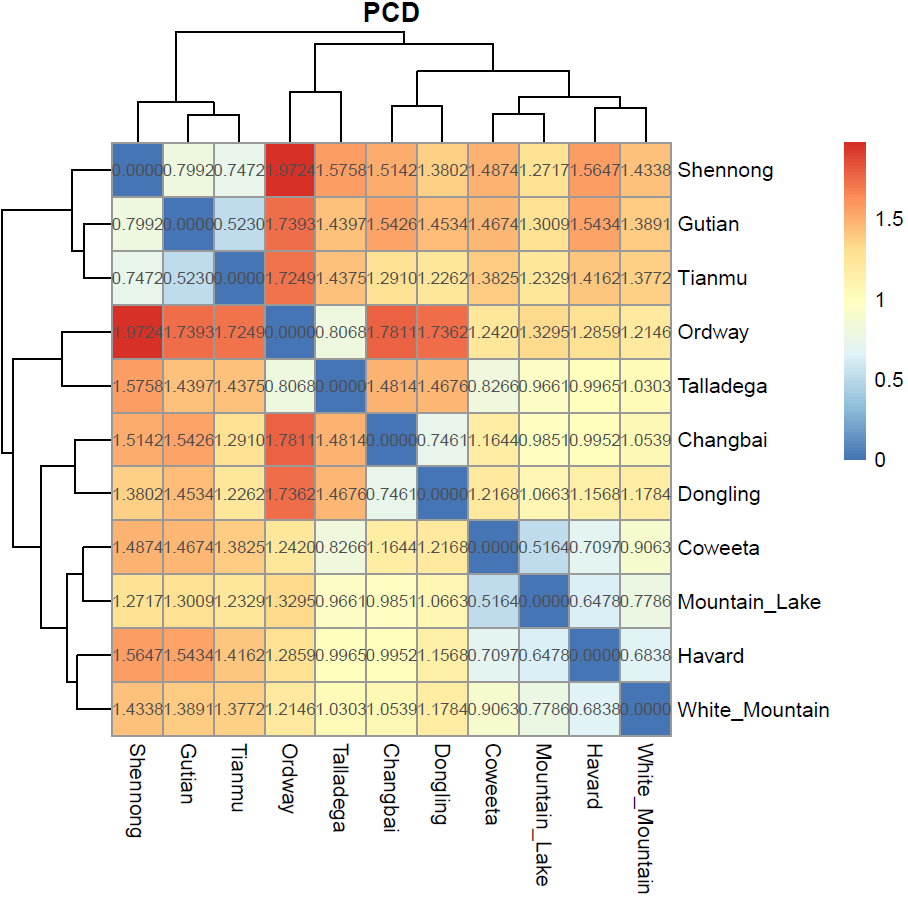 PCD
0.0000 0.7992 0.7472 1.9724 1.5758 1.5142 1.3802 1.4874 1.2717 1.5647 1.4338 Shennong
0.7992 0.0000 0.5230 1.7393 1.4397 1.5426 1.4534 1.4674 1.3009 1.5434 1.3891 Gutian
0.7472 0.5230 0.0000 1.7249 1.4375 1.2910 1.2262 1.3825 1.2329 1.4162 1.3772 Tianmu
1.9724 1.7393 1.7249 0.0000 0.8068 1.7811 1.7362 1.2420 1.3295 1.2859 1.2146 Ordway
1.5758 1.4397 1.4375 0.8068 0.0000 1.4814 1.4676 0.8266 0.9661 0.9965 1.0303 Talladega
1.5142 1.5426 1.2910 1.7811 1.4814 0.0000 0.7461 1.1644 0.9851 0.9952 1.0539 Changbai
1.3802 1.4534 1.2262 1.7362 1.4676 0.7461 0.0000 1.2168 1.0663 1.1568 1.1784 Dongling
1.4874 1.4674 1.3825 1.2420 0.8266 1.1644 1.2168 0.0000 0.5164 0.7097 0.9063 Coweeta
1.2717 1.3009 1.2329 1.3295 0.9661 0.9851 1.0663 0.5164 0.0000 0.6478 0.7786 Mountain_Lake
1.5647 1.5434 1.4162 1.2859 0.9965 0.9952 1.1568 0.7097 0.6478 0.0000 0.6838 Havard
1.4338 1.3891 1.3772 1.2146 1.0303 1.0539 1.1784 0.9063 0.7786 0.6838 0.0000 White_Mountain
Shennong
Gutian
Tianmu
Ordway
Talladega
Changbai
Dongling
Coweeta
Mountain_Lake
Havard
White_Mountain
1.5
1
0.5
0